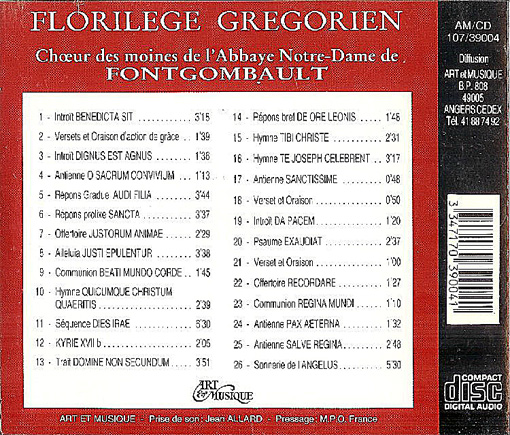 FLORILEGE GREGORIEN
Chœur des moines de l'Abbaye Notre-Dame de
FONTGOMBAULT
1 - Introït BENEDICTA SIT ............ 3'15
2 - Versets et Oraison d'action de grâce .. 1'39
3 - Introït DIGNUS EST AGNUS ....... 1'38
4 - Antienne O SACRUM CONVIVIJM .. 1'13
5 - Répons Graduel AUDI FILIA ....... 3'44
6 - Répons prolixe SANCTA ........... 3'37
7 - Offertoire JUSTORUM ANIMAE ..... 2'29
8 - Alleluia JUSTI EPULENTUR ......... 3'38
9 - Communion BEATI MUNDO CORDE .. 1'45
10 - Hymne QUICUMQUE CHRISTUM
QUAERITIS ...................... 2'39
11 - Séquence DIES IRAE .............. 6'30
12 - KYRIE XVII b .................... 2'05
13 - Trait DOMINE NON SECUNDUM ..... 3'51
14 - Répons bref DE ORE LEONIS ...... 1'46
15 - Hymne TIBI CHRISTE .............. 2'31
16 - Hymne TE JOSEPH CELEBRENT .... 3'17
17 - Antienne SANCTISSIME ............ 0'48
18 - Verset et Oraison ................ 0'50
19 - Introït DA PACEM ................ 1'20
20 - Psaume EXAUDIAT ................ 2'37
21 - Verset et Oraison ................ 1'00
22 - Offertoire RECORDARE ............ 1'27
23 - Communion REGINA MUNDI ....... 1'10
24 - Antienne PAX AETERNA ........... 1'32
25 - Antienne SALVE REGINA ........... 2'48
26 - Sonnerie de l'ANGELUS ........... 5'30
ART & MUSIQUE
ART ET MUSIQUE - Prise de son : Jean ALLARD - Pressage : M.P.O. France
AM/CD
107/39004
Diffusion
ART et MUSIQUE
B.P. 808
49005
ANGERS CEDEX
Tél. 41 88 74 92
3 347170 390041
COMPACT
disc
DIGITAL AUDIO